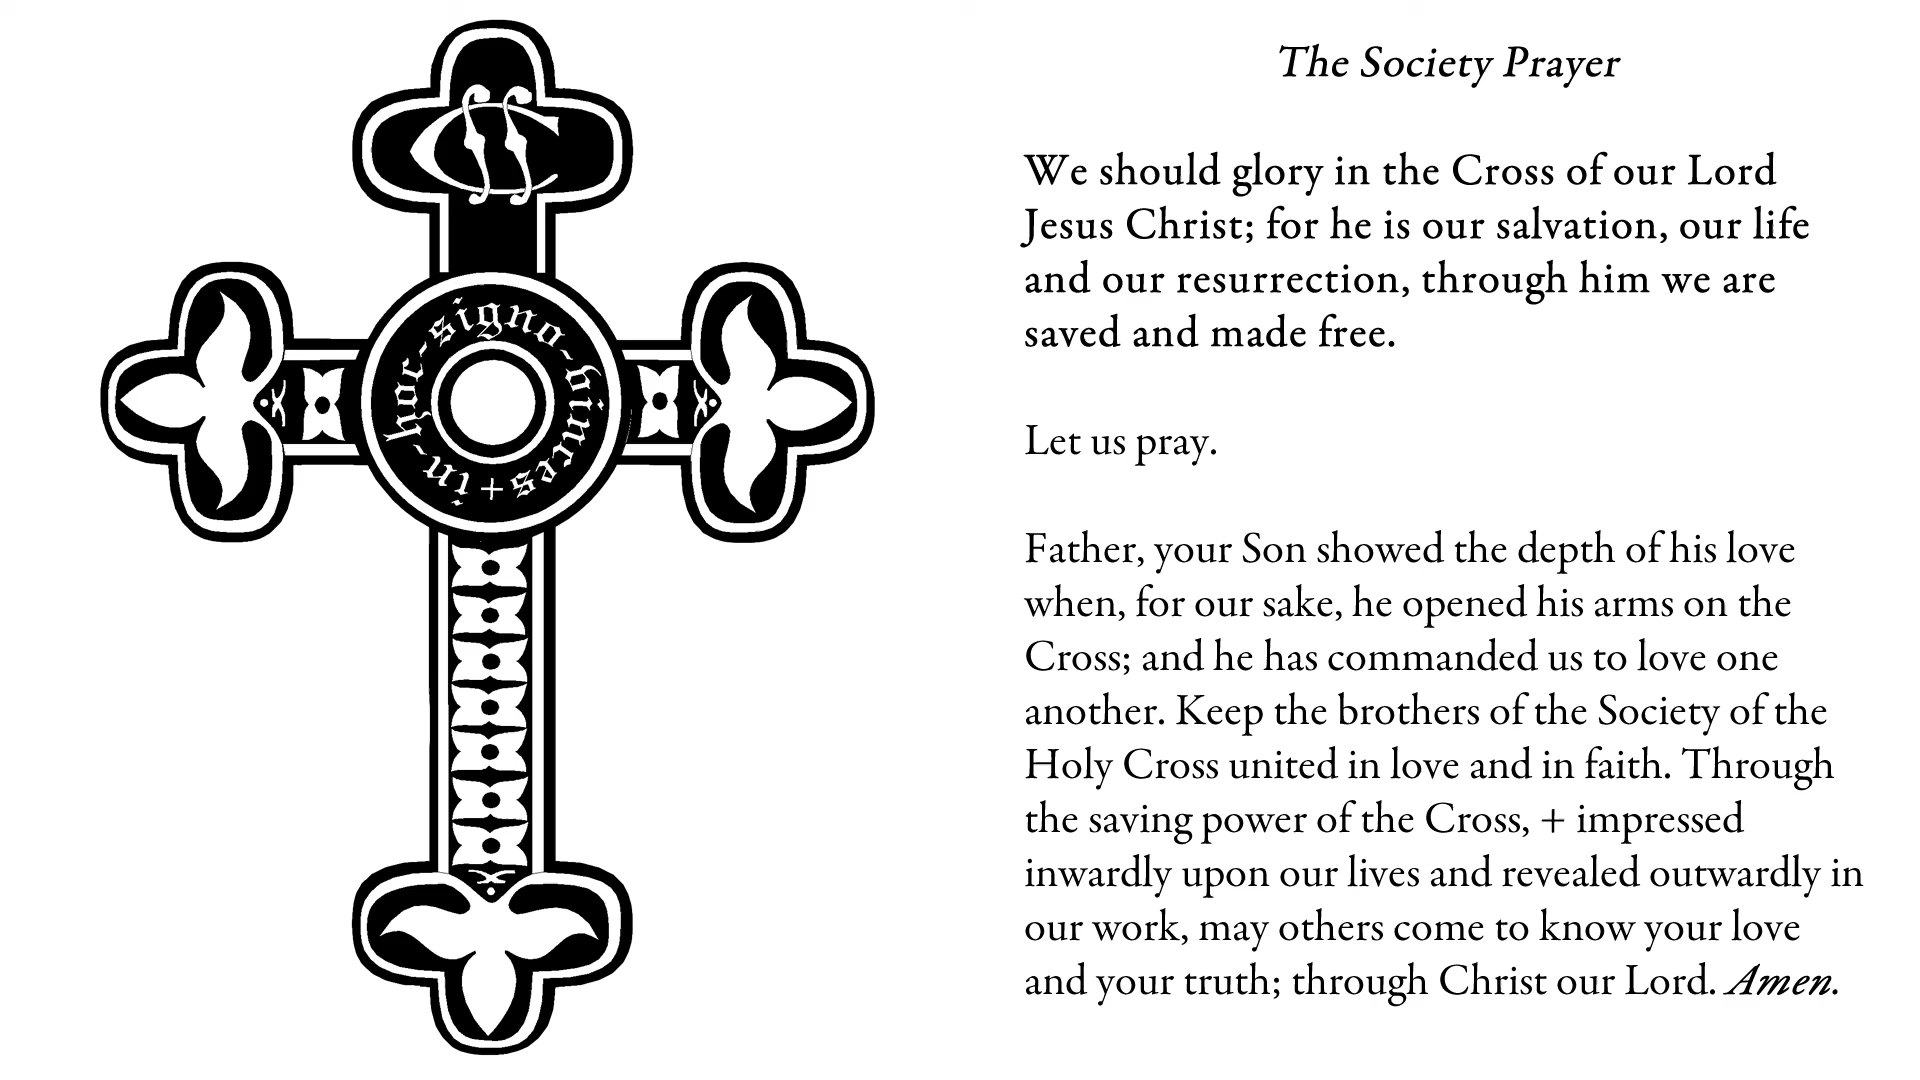 SSC
in-hoc-signo-vinces+
The Society Prayer
We should glory in the Cross of our Lord
Jesus Christ; for he is our salvation, our life
and our resurrection, through him we are
saved and made free.
Let us pray.
Father, your Son showed the depth of his love
when, for our sake, he opened his arms on the
Cross; and he has commanded us to love one
another. Keep the brothers of the Society of the
Holy Cross united in love and in faith. Through
the saving power of the Cross, + impressed
inwardly upon our lives and revealed outwardly in
our work, may others come to know your love
and your truth; through Christ our Lord. Amen.